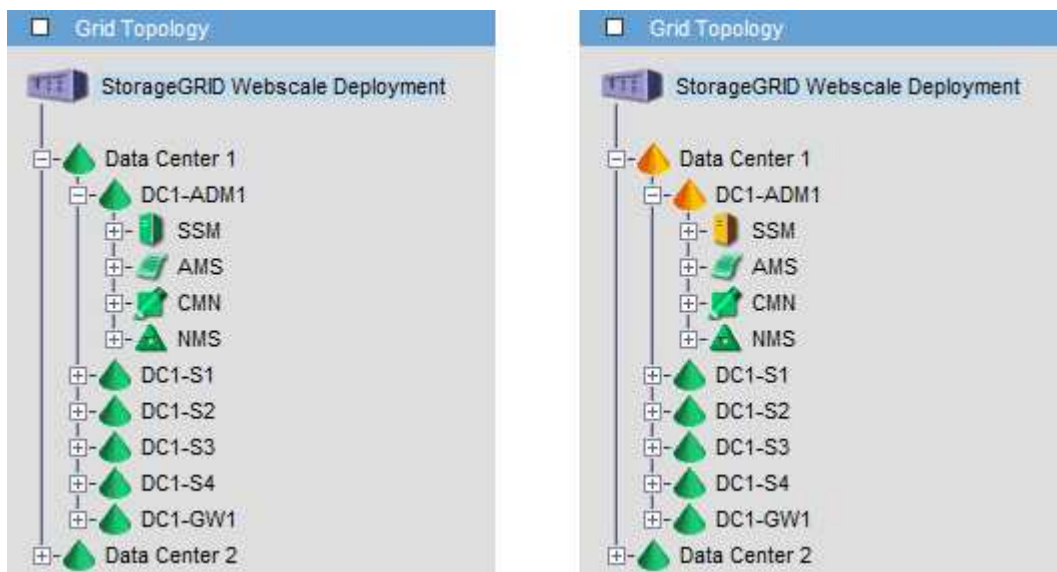 Grid Topology
StorageGRID Webscale Deployment
Data Center 1
DC1-ADM1
SSM
AMS
CMN
NMS
DC1-S1
DC1-S2
DC1-S3
DC1-S4
DC1-GW1
Data Center 2
Grid Topology
StorageGRID Webscale Deployment
Data Center 1
DC1-ADM1
SSM
AMS
CMN
NMS
DC1-S1
DC1-S2
DC1-S3
DC1-S4
DC1-GW1
Data Center 2